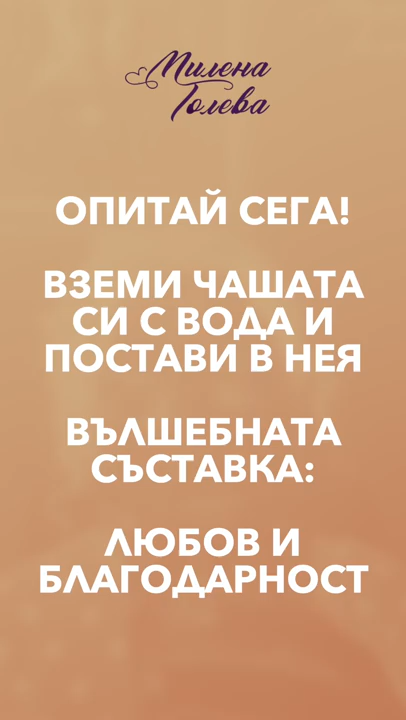 Милена
Голева
ОПИТАЙ СЕГА!
ВЗЕМИ ЧАШАТА
СИ С ВОДА И
ПОСТАВИ В НЕЯ
ВЪЛШЕБНАТА
СЪСТАВКА:
ЛЮБОВ И
БЛАГОДАРНОСТ